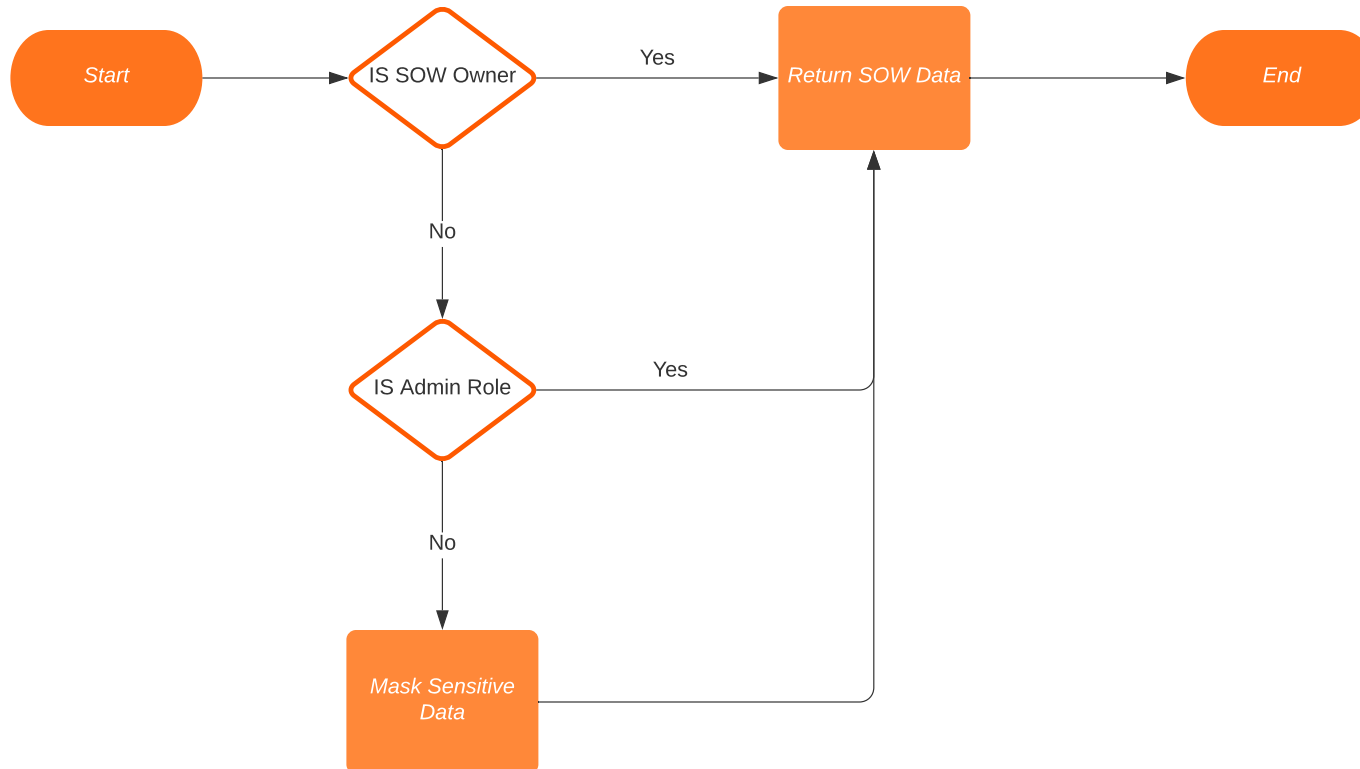 Start
IS SOW Owner
Yes
Return SOW Data
End
No
IS Admin Role
Yes
No
Mask Sensitive
Data